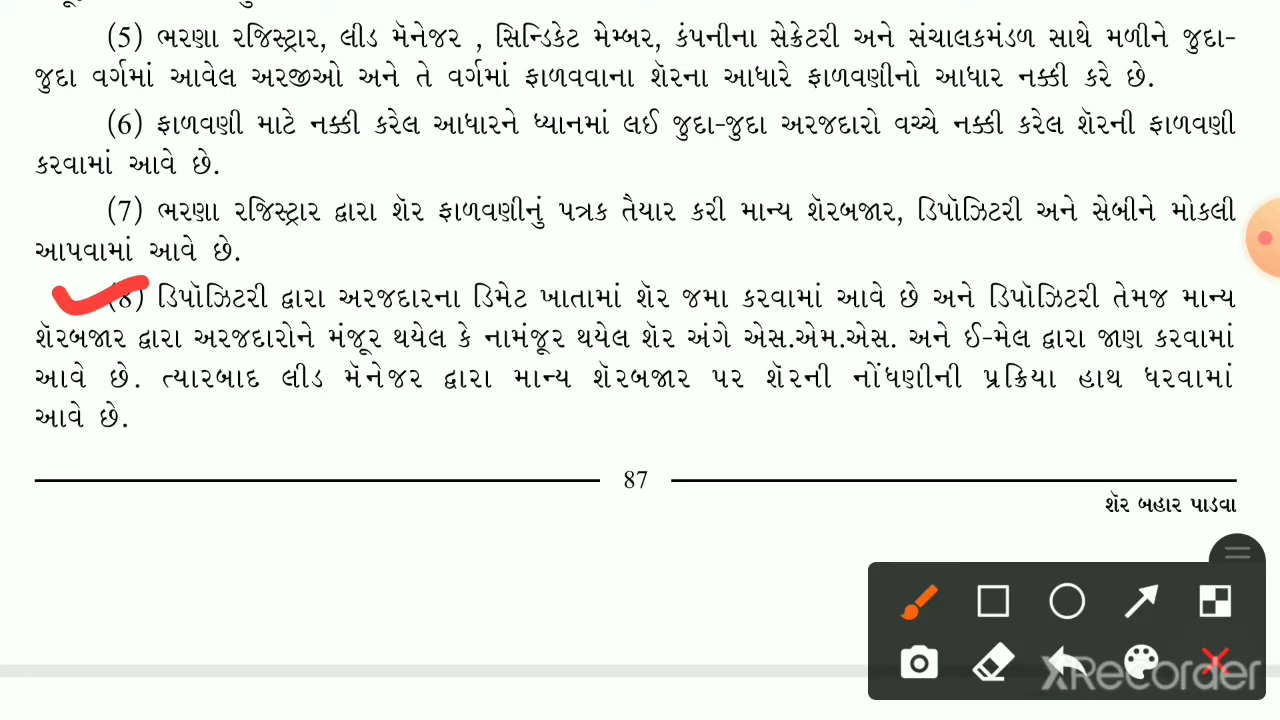 (5) ભરણા રજિસ્ટ્રાર, લીડ મૅનેજર , સિન્ડિકેટ મેમ્બર, કંપનીના સેક્રેટરી અને સંચાલકમંડળ સાથે મળીને જુદા-
જુદા વર્ગમાં આવેલ અરજીઓ અને તે વર્ગમાં ફાળવવાના શૅરના આધારે ફાળવણીનો આધાર નક્કી કરે છે.
(6) ફાળવણી માટે નક્કી કરેલ આધારને ધ્યાનમાં લઈ જુદા-જુદા અરજદારો વચ્ચે નક્કી કરેલ શૅરની ફાળવણી
કરવામાં આવે છે.
(7) ભરણા રજિસ્ટ્રાર દ્વારા શૅર ફાળવણીનું પત્રક તૈયાર કરી માન્ય શૅરબજાર, ડિપૉઝિટરી અને સેબીને મોકલી
આપવામાં આવે છે.
(8) ડિપૉઝિટરી દ્વારા અરજદારના ડિમેટ ખાતામાં શૅર જમા કરવામાં આવે છે અને ડિપૉઝિટરી તેમજ માન્ય
શૅરબજાર દ્વારા અરજદારોને મંજૂર થયેલ કે નામંજૂર થયેલ શૅર અંગે એસ.એમ.એસ. અને ઈ-મેલ દ્વારા જાણ કરવામાં
આવે છે. ત્યારબાદ લીડ મૅનેજર દ્વારા માન્ય શૅરબજાર પર શૅરની નોંધણીની પ્રક્રિયા હાથ ધરવામાં
આવે છે.
87
શૅર બહાર પાડવા
XRecorder